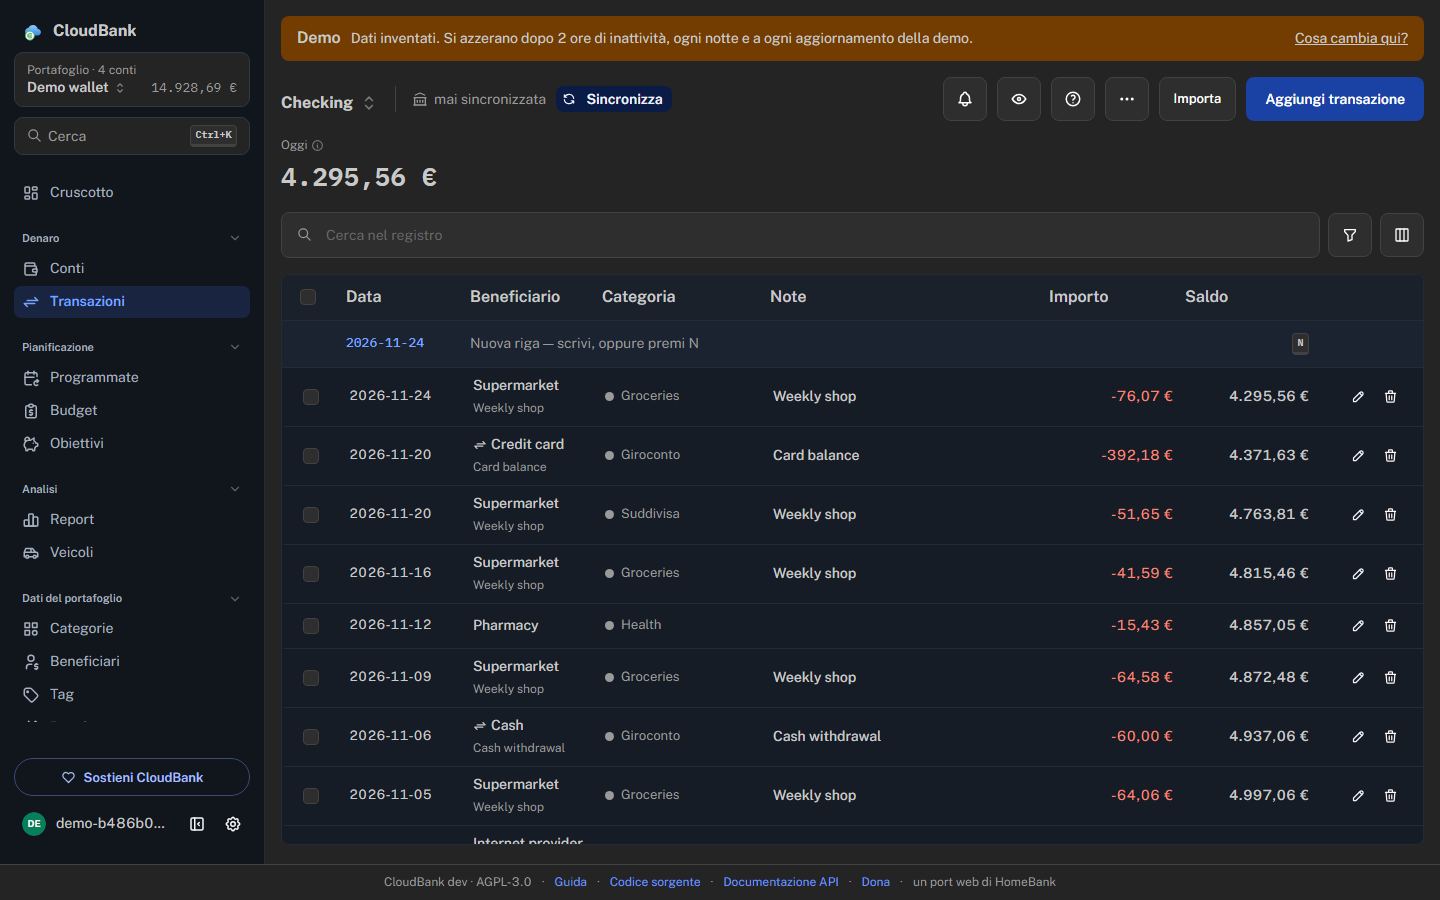 CloudBank
Portafoglio · 4 conti
Demo wallet 14.928,69 €
Cerca Ctrl+K
Cruscotto
Denaro
Conti
Transazioni
Pianificazione
Programmate
Budget
Obiettivi
Analisi
Report
Veicoli
Dati del portafoglio
Categorie
Beneficiari
Tag
Sostieni CloudBank
DE demo-b486b0...
Demo Dati inventati. Si azzerano dopo 2 ore di inattività, ogni notte e a ogni aggiornamento della demo. Cosa cambia qui?
Checking mai sincronizzata Sincronizza Importa Aggiungi transazione
Oggi
4.295,56 €
Cerca nel registro
Data Beneficiario Categoria Note Importo Saldo
2026-11-24 Nuova riga — scrivi, oppure premi N N
2026-11-24 Supermarket Groceries Weekly shop -76,07 € 4.295,56 €
Weekly shop
2026-11-20 Credit card Giroconto Card balance -392,18 € 4.371,63 €
Card balance
2026-11-20 Supermarket Suddivisa Weekly shop -51,65 € 4.763,81 €
Weekly shop
2026-11-16 Supermarket Groceries Weekly shop -41,59 € 4.815,46 €
Weekly shop
2026-11-12 Pharmacy Health -15,43 € 4.857,05 €
2026-11-09 Supermarket Groceries Weekly shop -64,58 € 4.872,48 €
Weekly shop
2026-11-06 Cash Giroconto Cash withdrawal -60,00 € 4.937,06 €
Cash withdrawal
2026-11-05 Supermarket Groceries Weekly shop -64,06 € 4.997,06 €
Weekly shop
Internet provider
CloudBank dev · AGPL-3.0 · Guida · Codice sorgente · Documentazione API · Dona · un port web di HomeBank